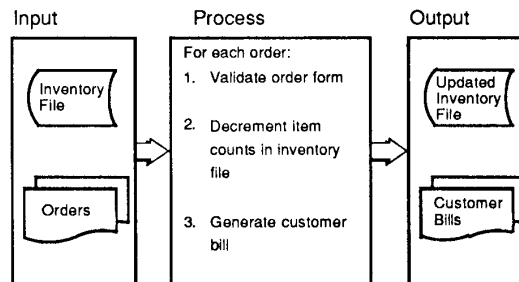 Input
Process
Output
Inventory
File
Orders
For each order:
1. Validate order form
2. Decrement item
counts in inventory
file
3. Generate customer
bill
Updated
Inventory
File
Customer
Bills